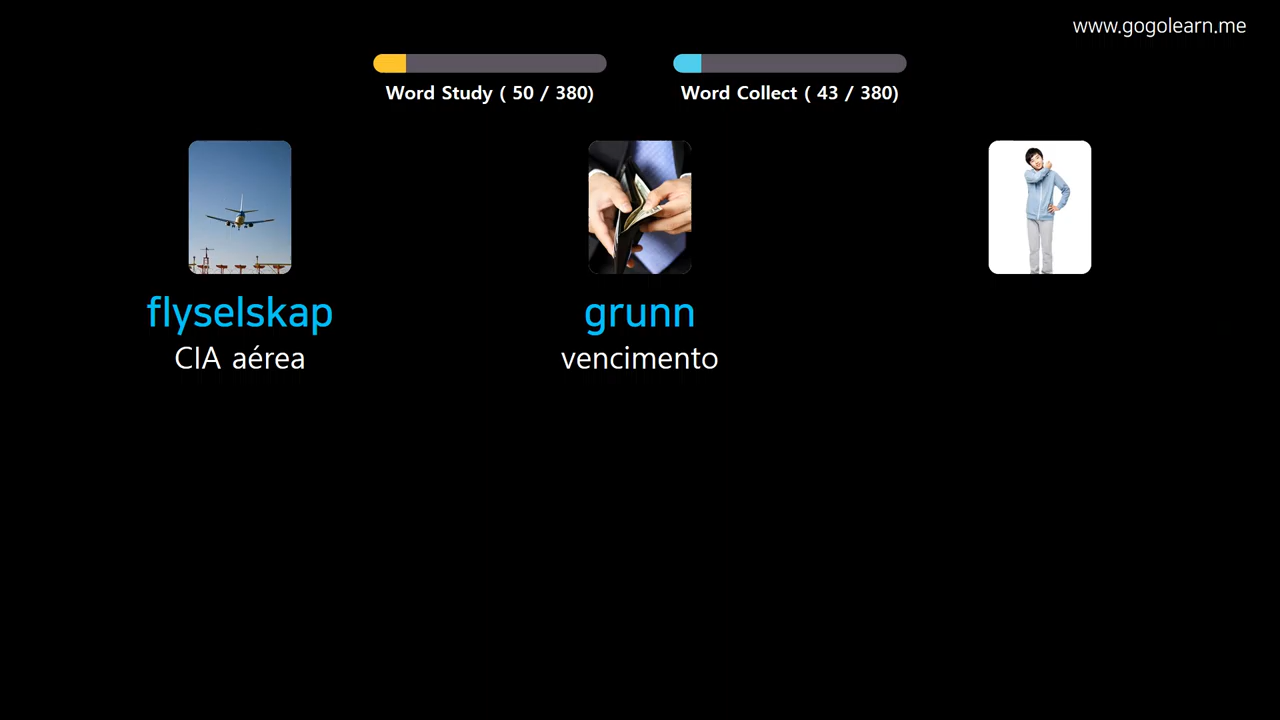 www.gogolearn.me
Word Study ( 50 / 380)
Word Collect ( 43 / 380)
flyselskap
grunn
CIA aérea
vencimento